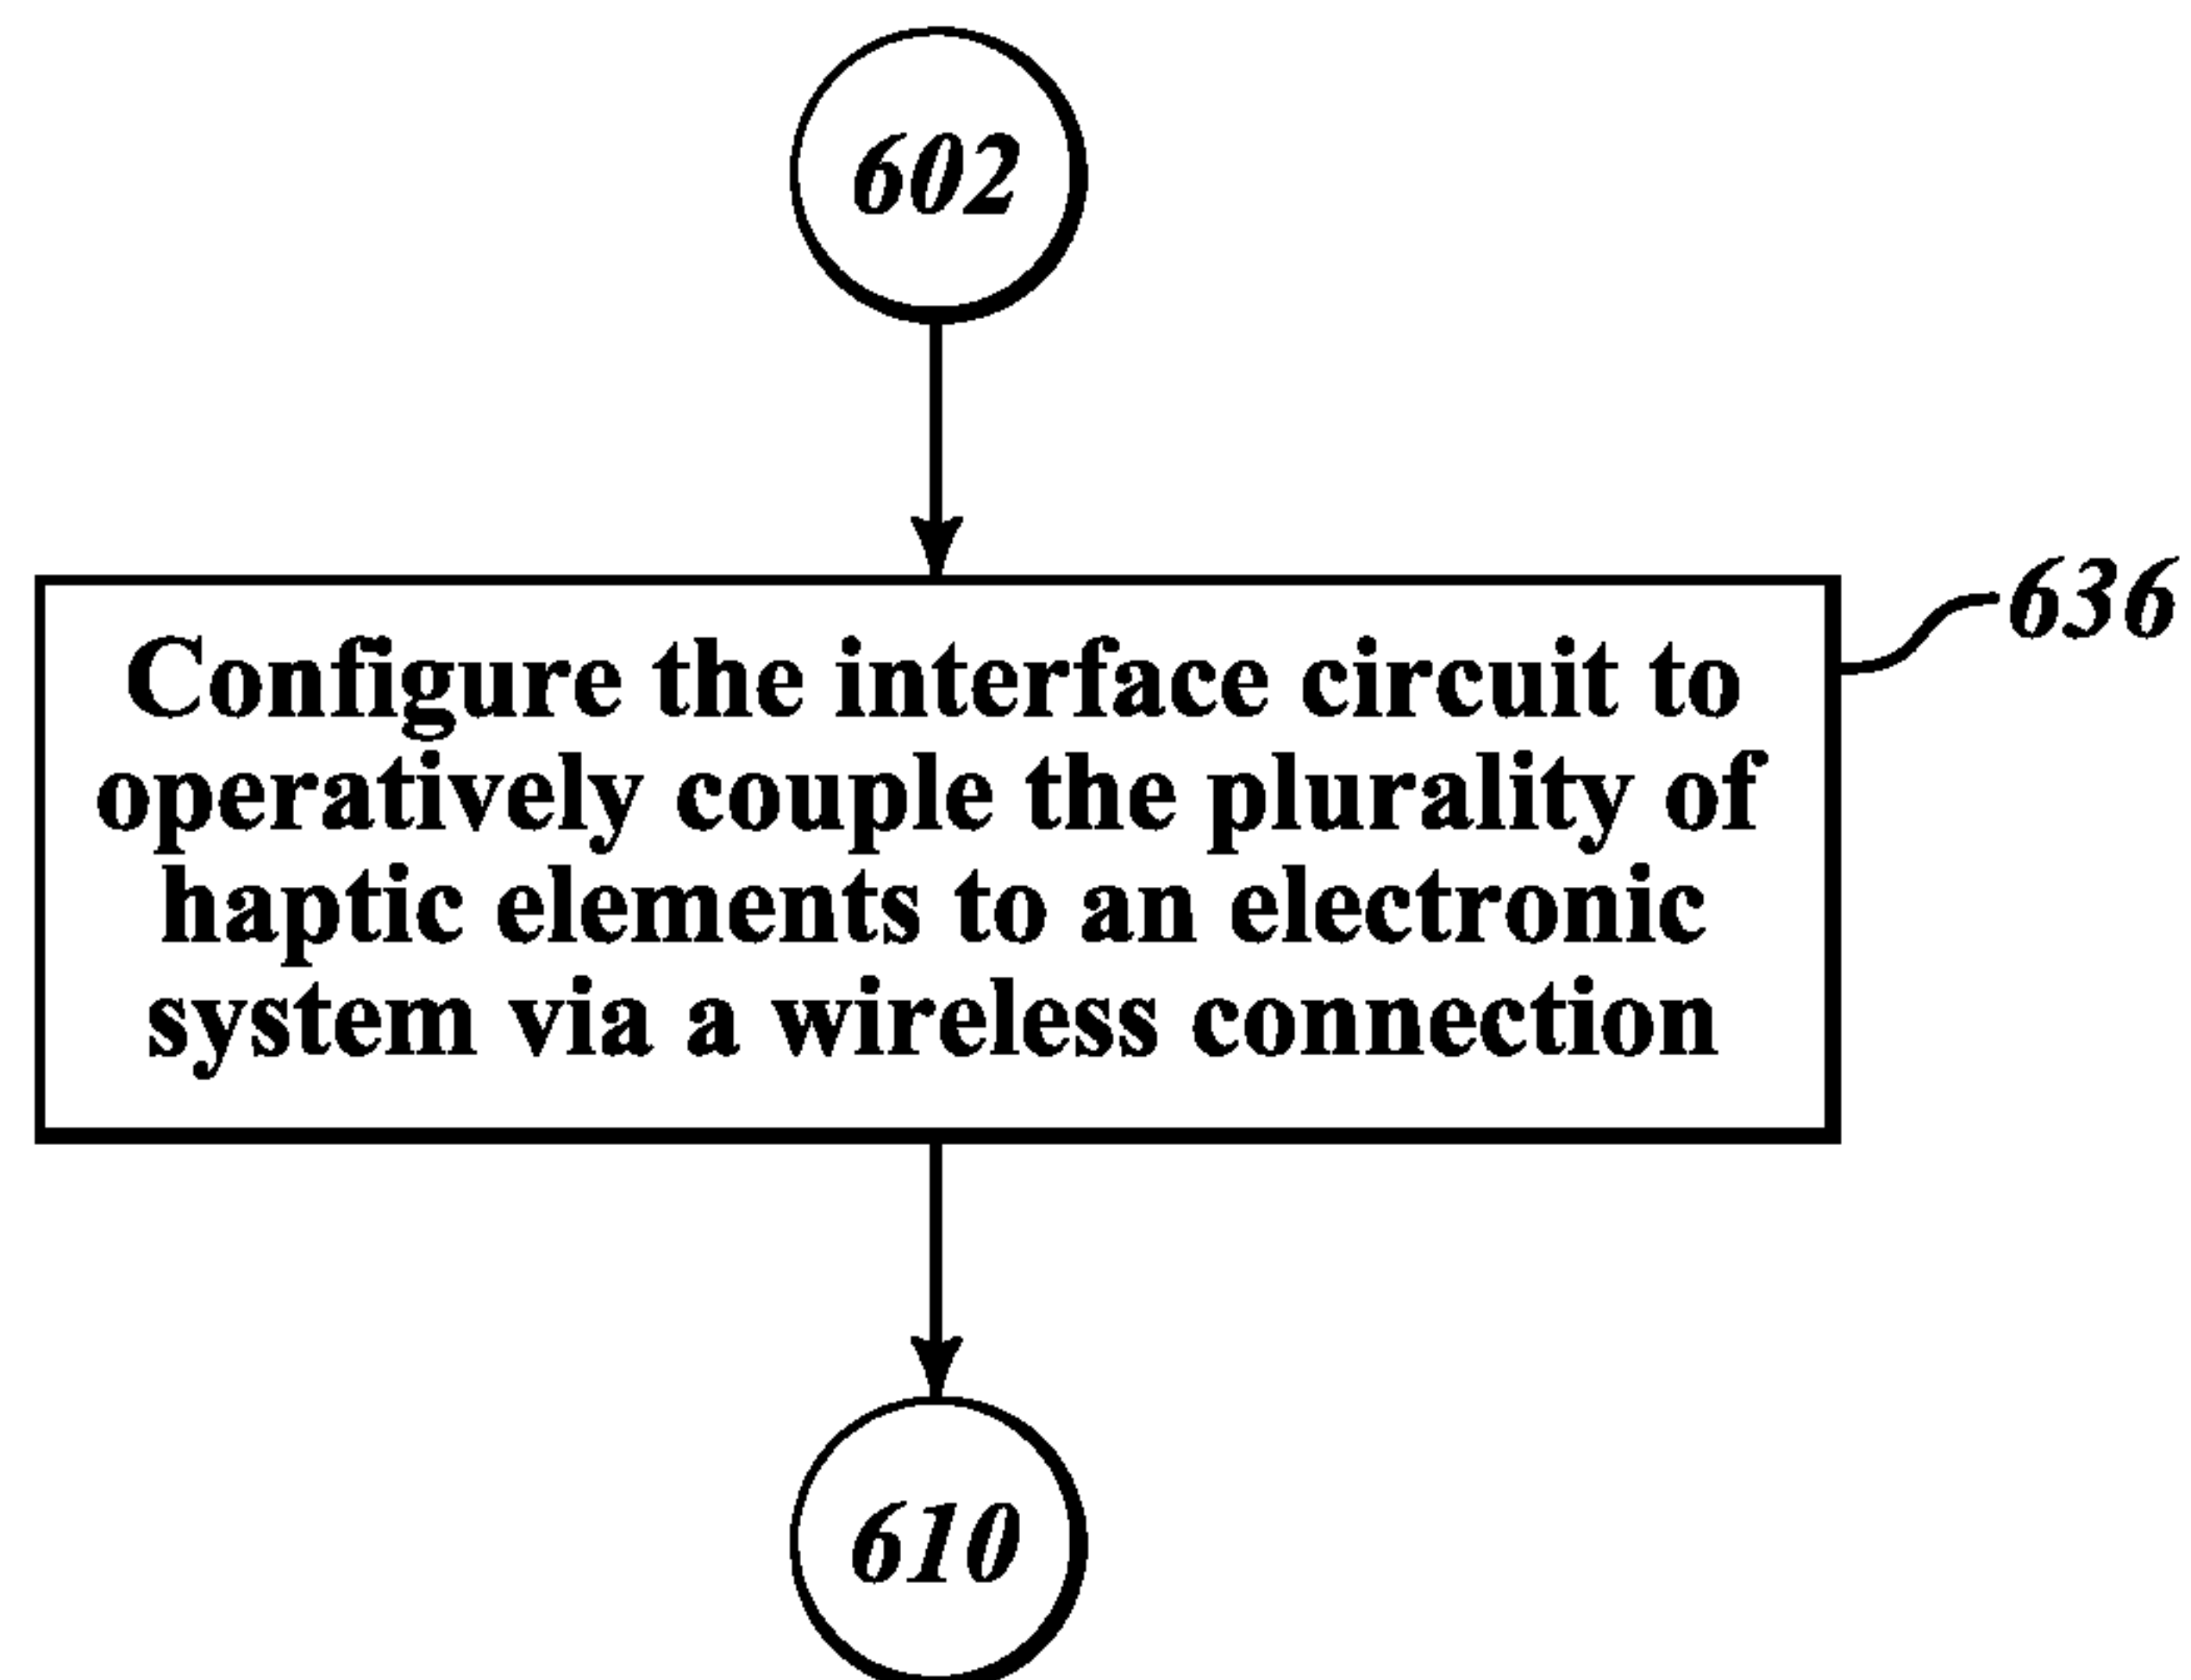 602
636
Configure the interface circuit to
operatively couple the plurality of
haptic elements to an electronic
system via a wireless connection
610